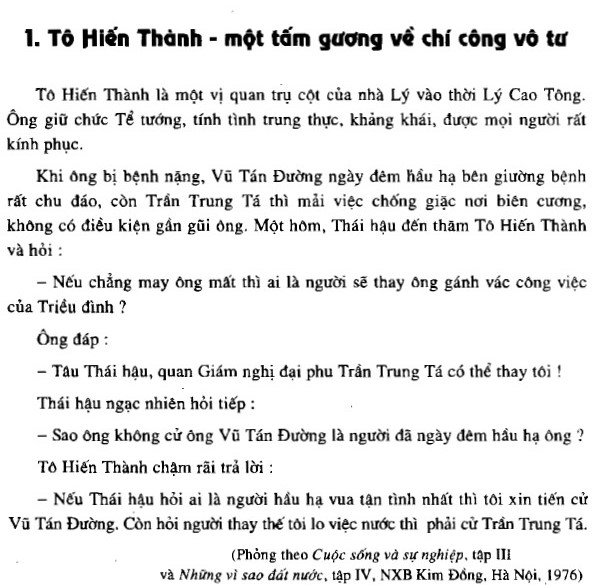 1. Tô Hiến Thành - một tấm gương về chí công vô tư
Tô Hiến Thành là một vị quan trụ cột của nhà Lý vào thời Lý Cao Tông.
Ông giữ chức Tể tướng, tính tình trung thực, khảng khái, được mọi người rất
kính phục.
Khi ông bị bệnh nặng, Vũ Tán Đường ngày đêm hầu hạ bên giường bệnh
rất chu đáo, còn Trần Trung Tá thì mải việc chống giặc nơi biên cương,
không có điều kiện gần gũi ông. Một hôm, Thái hậu đến thăm Tô Hiến Thành
và hỏi :
– Nếu chẳng may ông mất thì ai là người sẽ thay ông gánh vác công việc
của Triều đình ?
Ông đáp :
– Tâu Thái hậu, quan Giám nghị đại phu Trần Trung Tá có thể thay tôi !
Thái hậu ngạc nhiên hỏi tiếp :
– Sao ông không cử ông Vũ Tán Đường là người đã ngày đêm hầu hạ ông ?
Tô Hiến Thành chậm rãi trả lời :
– Nếu Thái hậu hỏi ai là người hầu hạ vua tận tình nhất thì tôi xin tiến cử
Vũ Tán Đường. Còn hỏi người thay thế tôi lo việc nước thì phải cử Trần Trung Tá.
(Phỏng theo Cuộc sống và sự nghiệp, tập III
và Những vì sao đất nước, tập IV, NXB Kim Đồng, Hà Nội, 1976)